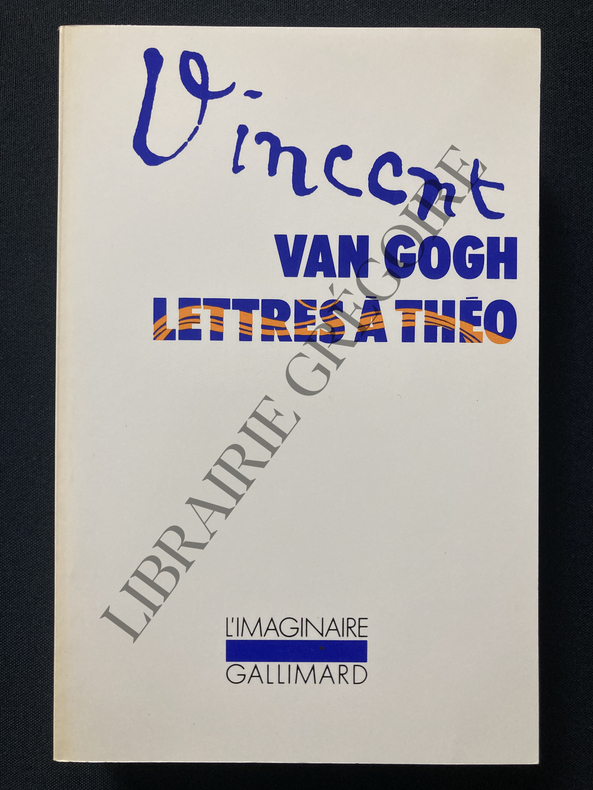 Vincent
VAN GOGH
LETTRES À THÉO
LIBRAIRIE GRÉGOIRE
L'IMAGINAIRE
GALLIMARD